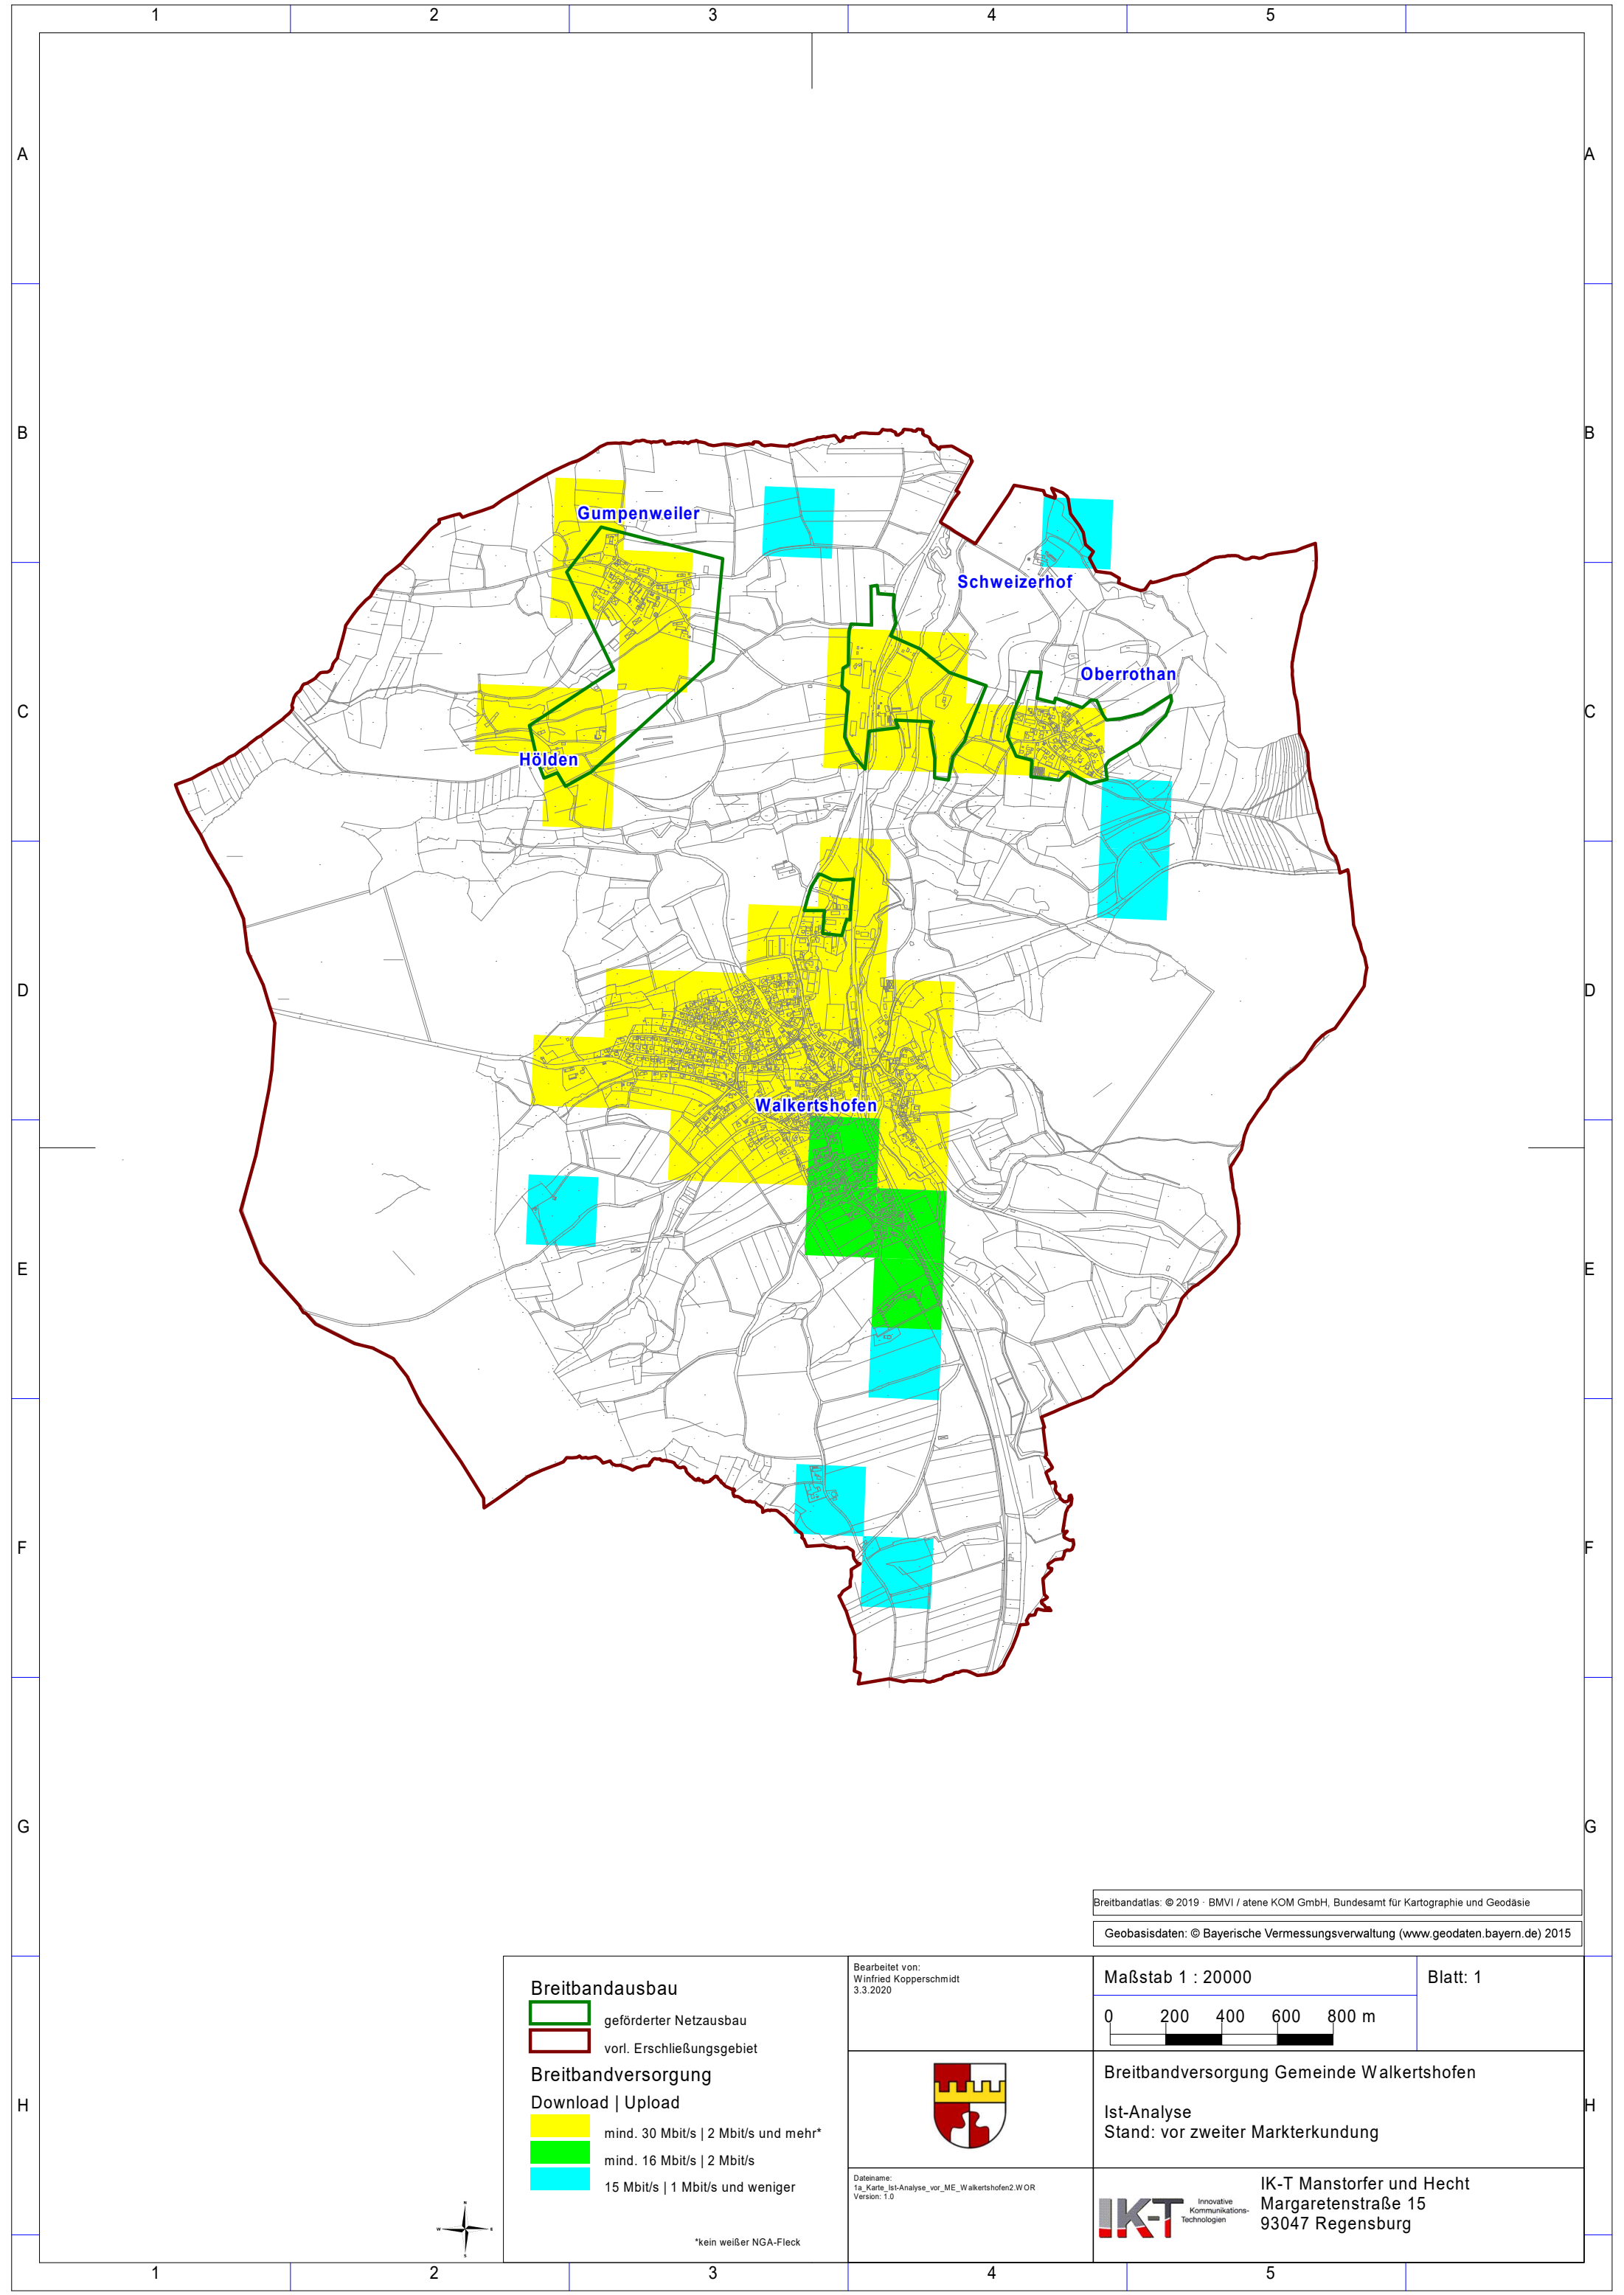 1 2 3 4 5
A A
B B
Gumpenweiler
Schweizerhof
Oberrothan
C C
Hölden
D D
Walkertshofen
E E
F F
G G
Breitbandatlas: © 2019 · BMVI / atene KOM GmbH, Bundesamt für Kartographie und Geodäsie
Geobasisdaten: © Bayerische Vermessungsverwaltung (www.geodaten.bayern.de) 2015
Breitbandausbau
geförderter Netzausbau
vorl. Erschließungsgebiet
Breitbandversorgung
Download | Upload
mind. 30 Mbit/s | 2 Mbit/s und mehr*
mind. 16 Mbit/s | 2 Mbit/s
15 Mbit/s | 1 Mbit/s und weniger
*kein weißer NGA-Fleck
N
W E
S
Bearbeitet von:
Winfried Kopperschmidt
3.3.2020
Maßstab 1 : 20000
Blatt: 1
0 200 400 600 800 m
Breitbandversorgung Gemeinde Walkertshofen
Ist-Analyse
Stand: vor zweiter Markterkundung
H H
Dateiname:
1a_Karte_Ist-Analyse_vor_ME_Walkertshofen2.WOR
Version: 1.0
IK-T
Innovative
Kommunikations-
Technologien
IK-T Manstorfer und Hecht
Margaretenstraße 15
93047 Regensburg
1 2 3 4 5